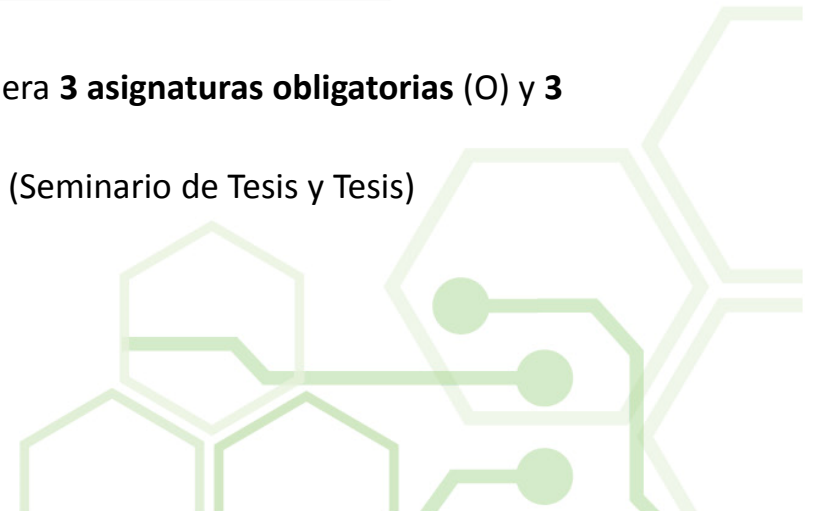 era 3 asignaturas obligatorias (O) y 3
(Seminario de Tesis y Tesis)